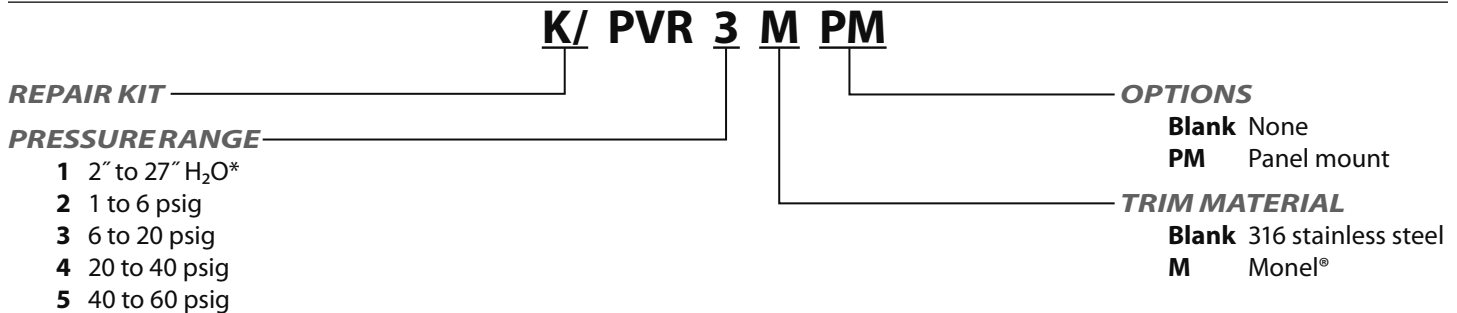 K/ PVR 3 M PM
REPAIR KIT
PRESSURE RANGE
1 2˝ to 27˝ H₂O*
2 1 to 6 psig
3 6 to 20 psig
4 20 to 40 psig
5 40 to 60 psig
OPTIONS
Blank None
PM Panel mount
TRIM MATERIAL
Blank 316 stainless steel
M Monel®